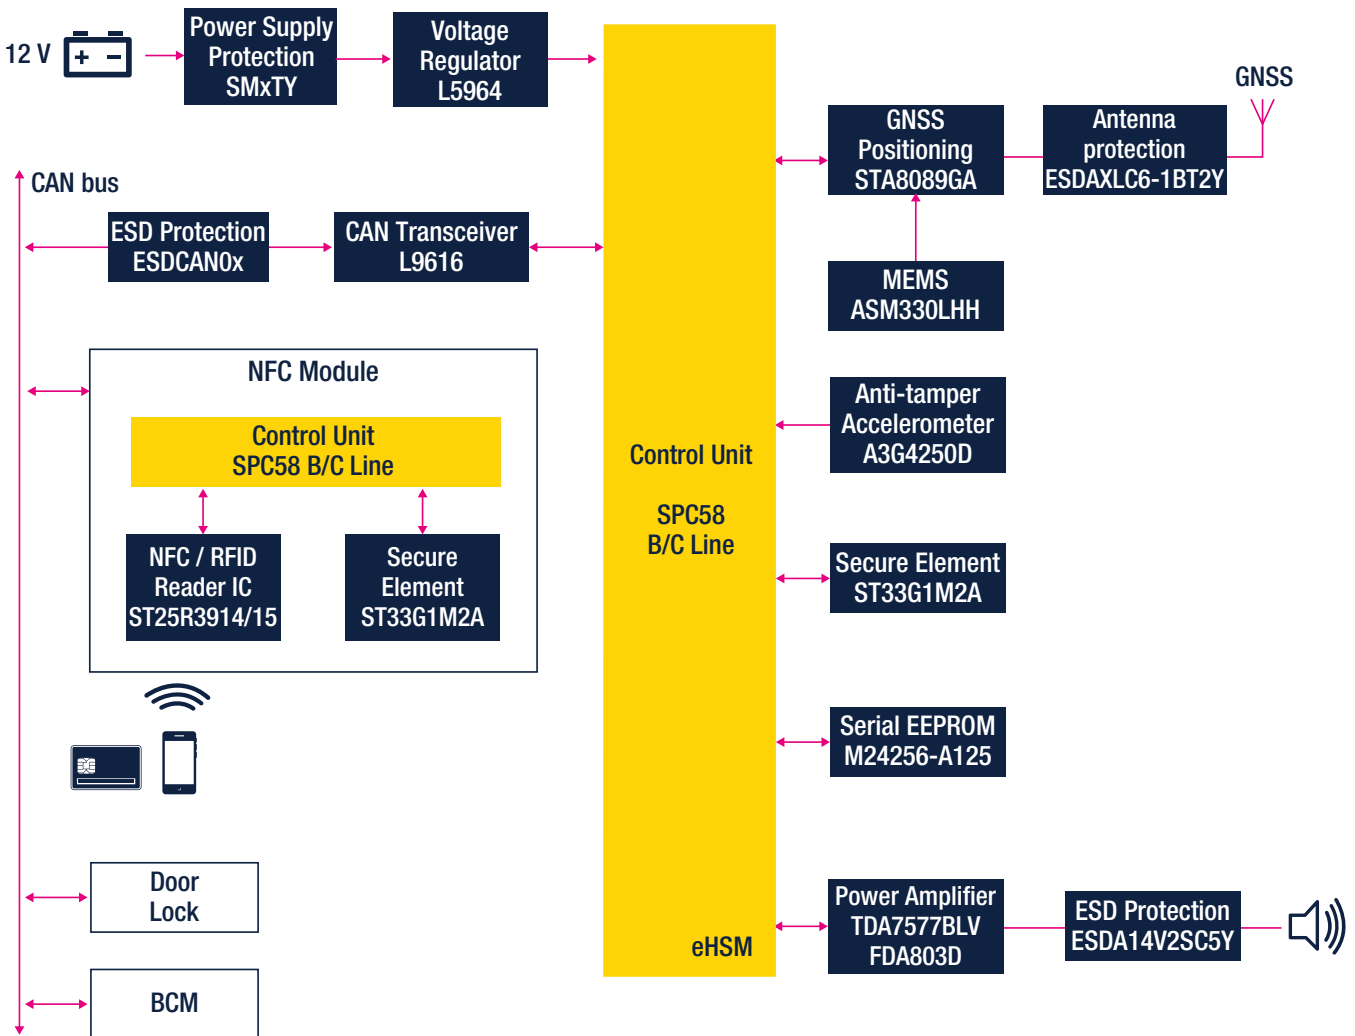 12 V
+ -
Power Supply
Protection
SMxTY
Voltage
Regulator
L5964
GNSS
GNSS
Positioning
STA8089GA
Antenna
protection
ESDAXLC6-1BT2Y
CAN bus
ESD Protection
ESDCAN0x
CAN Transceiver
L9616
MEMS
ASM330LHH
NFC Module
Control Unit
SPC58 B/C Line
NFC / RFID
Reader IC
ST25R3914/15
Secure
Element
ST33G1M2A
Control Unit
SPC58
B/C Line
eHSM
Anti-tamper
Accelerometer
A3G4250D
Secure Element
ST33G1M2A
Serial EEPROM
M24256-A125
Door
Lock
BCM
Power Amplifier
TDA7577BLV
FDA803D
ESD Protection
ESDA14V2SC5Y